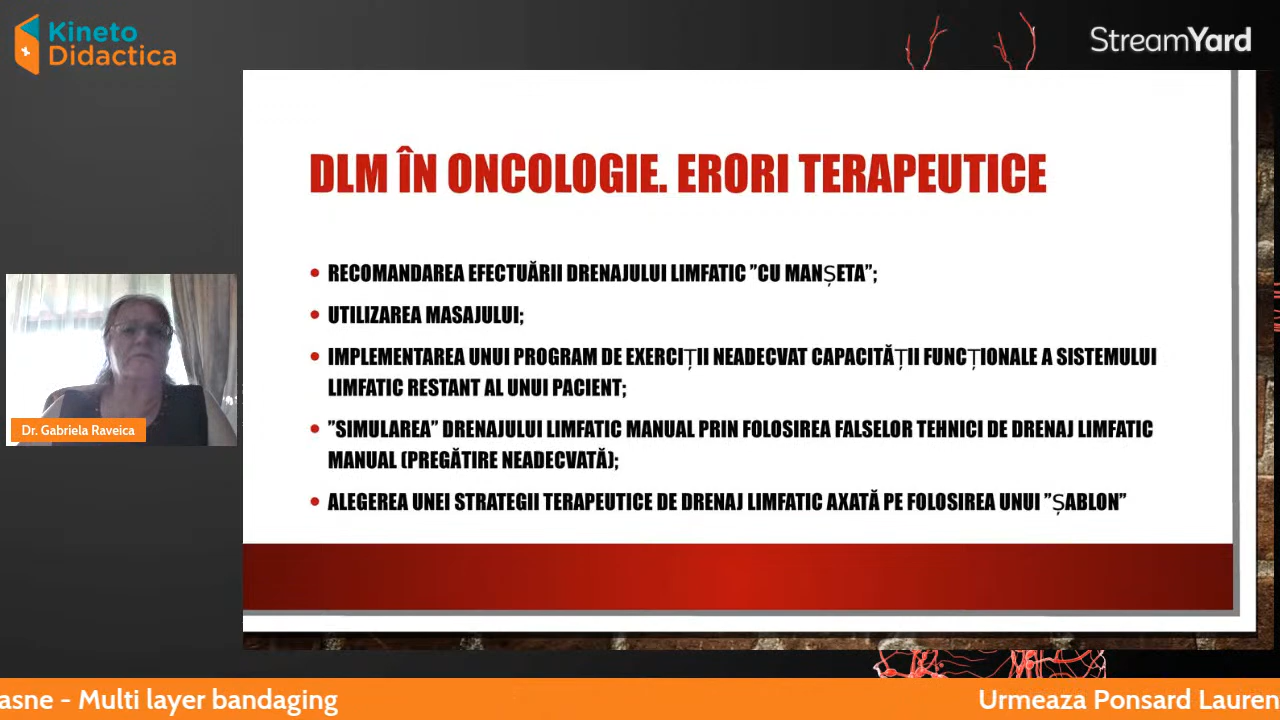 Kineto
Didactica
StreamYard
DLM ÎN ONCOLOGIE. ERORI TERAPEUTICE
• RECOMANDAREA EFECTUĂRII DRENAJULUI LIMFATIC ”CU MANȘETA”;
• UTILIZAREA MASAJULUI;
• IMPLEMENTAREA UNUI PROGRAM DE EXERCIȚII NEADECVAT CAPACITĂȚII FUNCȚIONALE A SISTEMULUI
LIMFATIC RESTANT AL UNUI PACIENT;
• ”SIMULAREA” DRENAJULUI LIMFATIC MANUAL PRIN FOLOSIREA FALSELOR TEHNICI DE DRENAJ LIMFATIC
MANUAL (PREGĂTIRE NEADECVATĂ);
• ALEGEREA UNEI STRATEGII TERAPEUTICE DE DRENAJ LIMFATIC AXATĂ PE FOLOSIREA UNUI ”ȘABLON”
Dr. Gabriela Raveica
asne - Multi layer bandaging
Urmeaza Ponsard Lauren